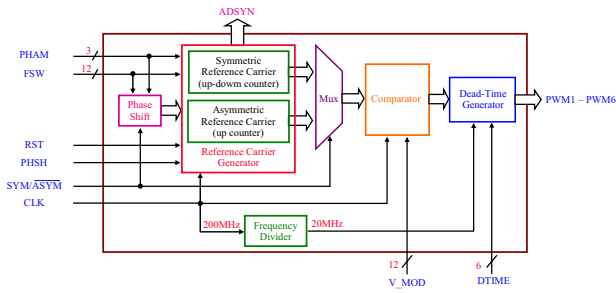 ADSYN
PHAM
3
FSW
12
Symmetric
Reference Carrier
(up-dowm counter)
Mux
Comparator
Dead-Time
Generator
PWM1 – PWM6
Phase
Shift
Asymmetric
Reference Carrier
(up counter)
Reference Carrier
Generator
RST
PHSH
SYM/ASYM
CLK
200MHz
Frequency
Divider
20MHz
12
V_MOD
6
DTIME